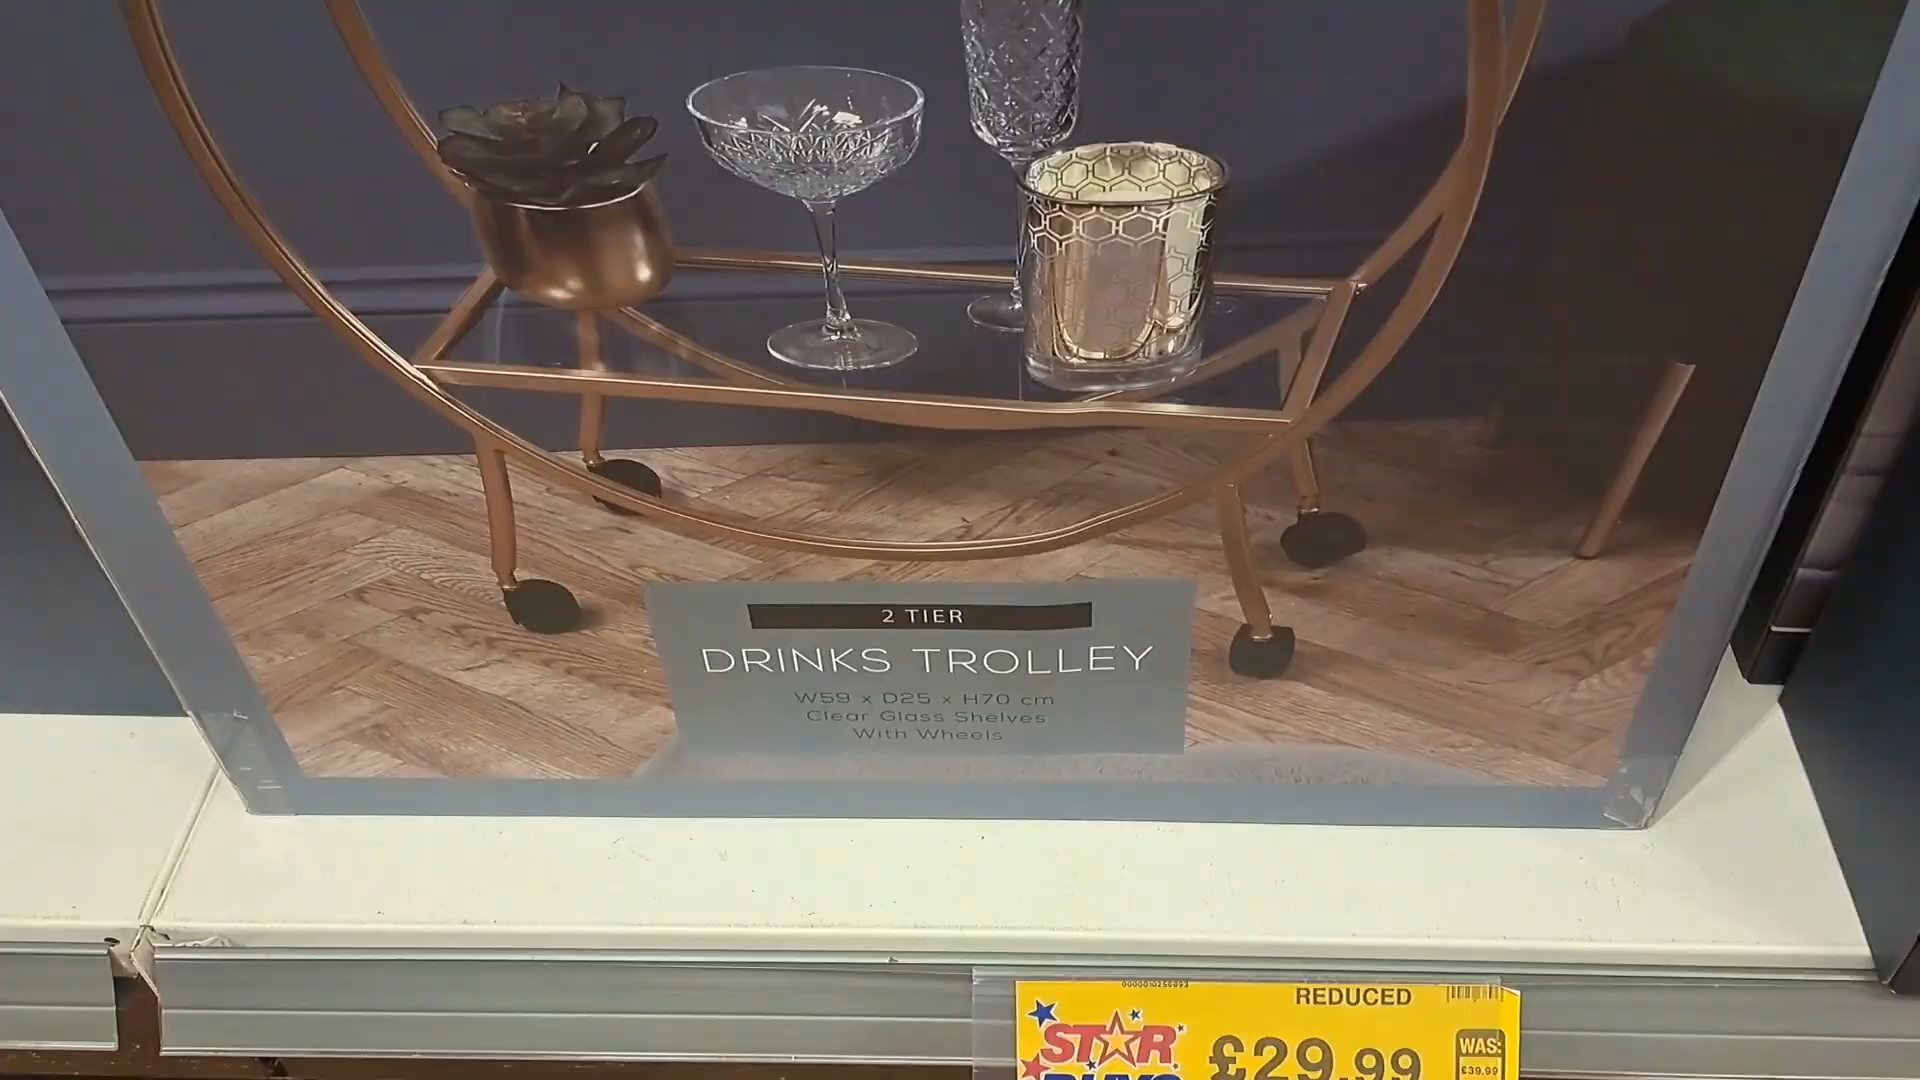 2 TIER
DRINKS TROLLEY
W59 x D25 x H70 cm
Clear Glass Shelves
With Wheels
REDUCED
STAR
BUYS
£29.99
WAS:
£39.99